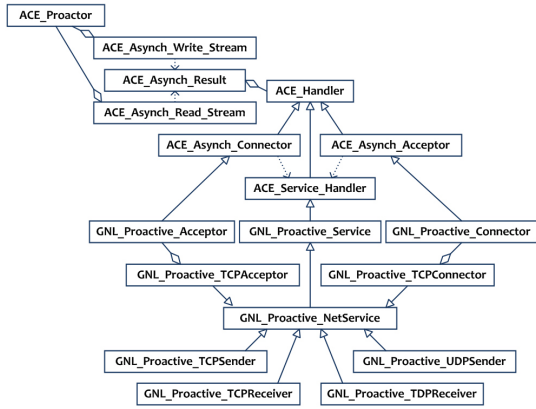 ACE_Proactor
ACE_Asynch_Write_Stream
ACE_Asynch_Result
ACE_Handler
ACE_Asynch_Read_Stream
ACE_Asynch_Connector
ACE_Asynch_Acceptor
ACE_Service_Handler
GNL_Proactive_Acceptor
GNL_Proactive_Service
GNL_Proactive_Connector
GNL_Proactive_TCPAcceptor
GNL_Proactive_TCPConnector
GNL_Proactive_NetService
GNL_Proactive_TCPSender
GNL_Proactive_UDPSender
GNL_Proactive_TCPReceiver
GNL_Proactive_TDPReceiver